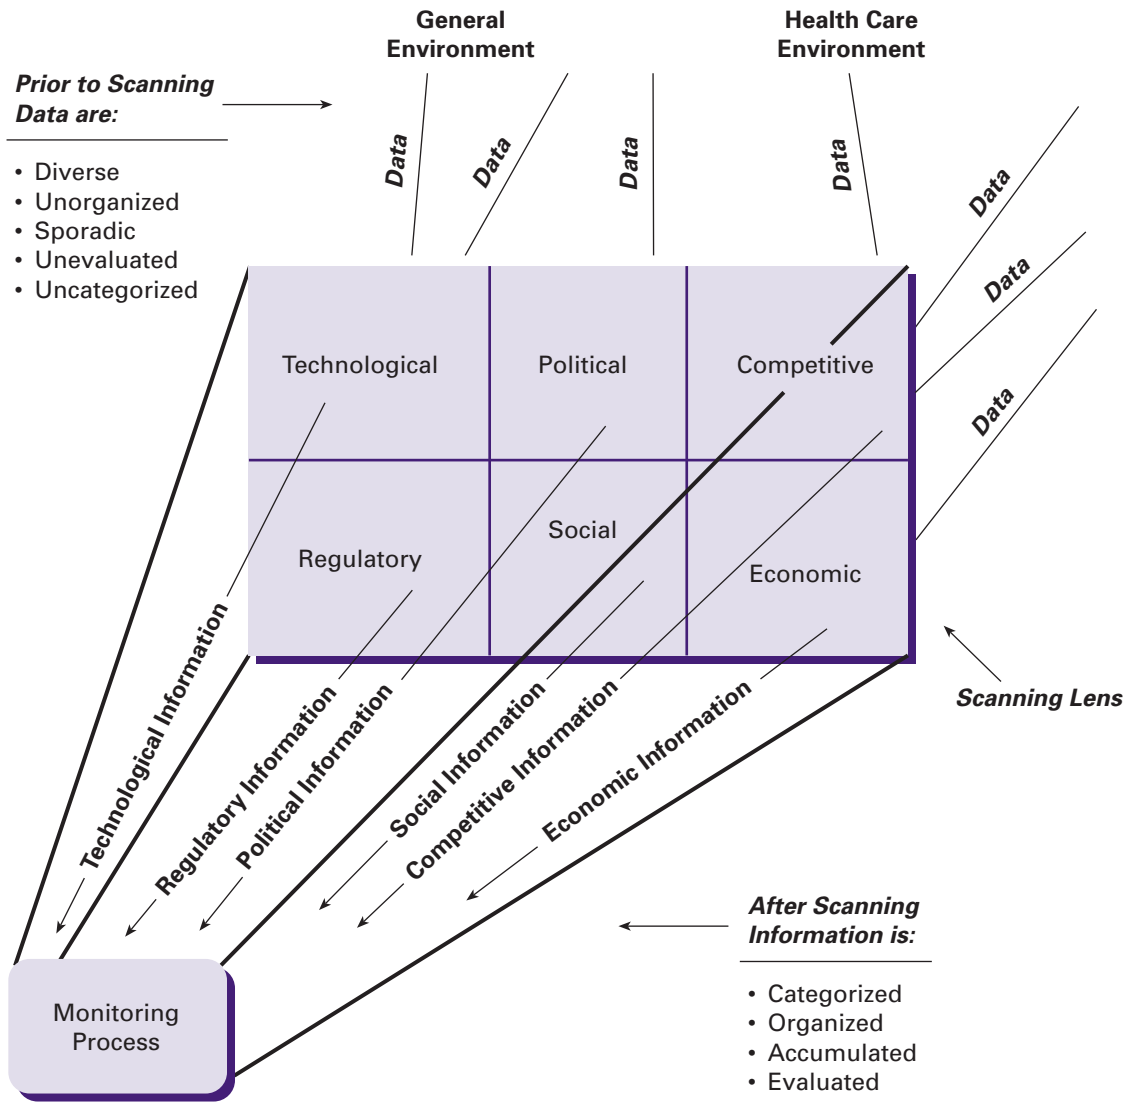 General
Environment
Health Care
Environment
Prior to Scanning
Data are:
• Diverse
• Unorganized
• Sporadic
• Unevaluated
• Uncategorized
Data
Data
Data
Data
Data
Data
Data
Technological
Political
Competitive
Regulatory
Social
Economic
Scanning Lens
Technological Information
Regulatory Information
Political Information
Social Information
Competitive Information
Economic Information
After Scanning
Information is:
• Categorized
• Organized
• Accumulated
• Evaluated
Monitoring
Process